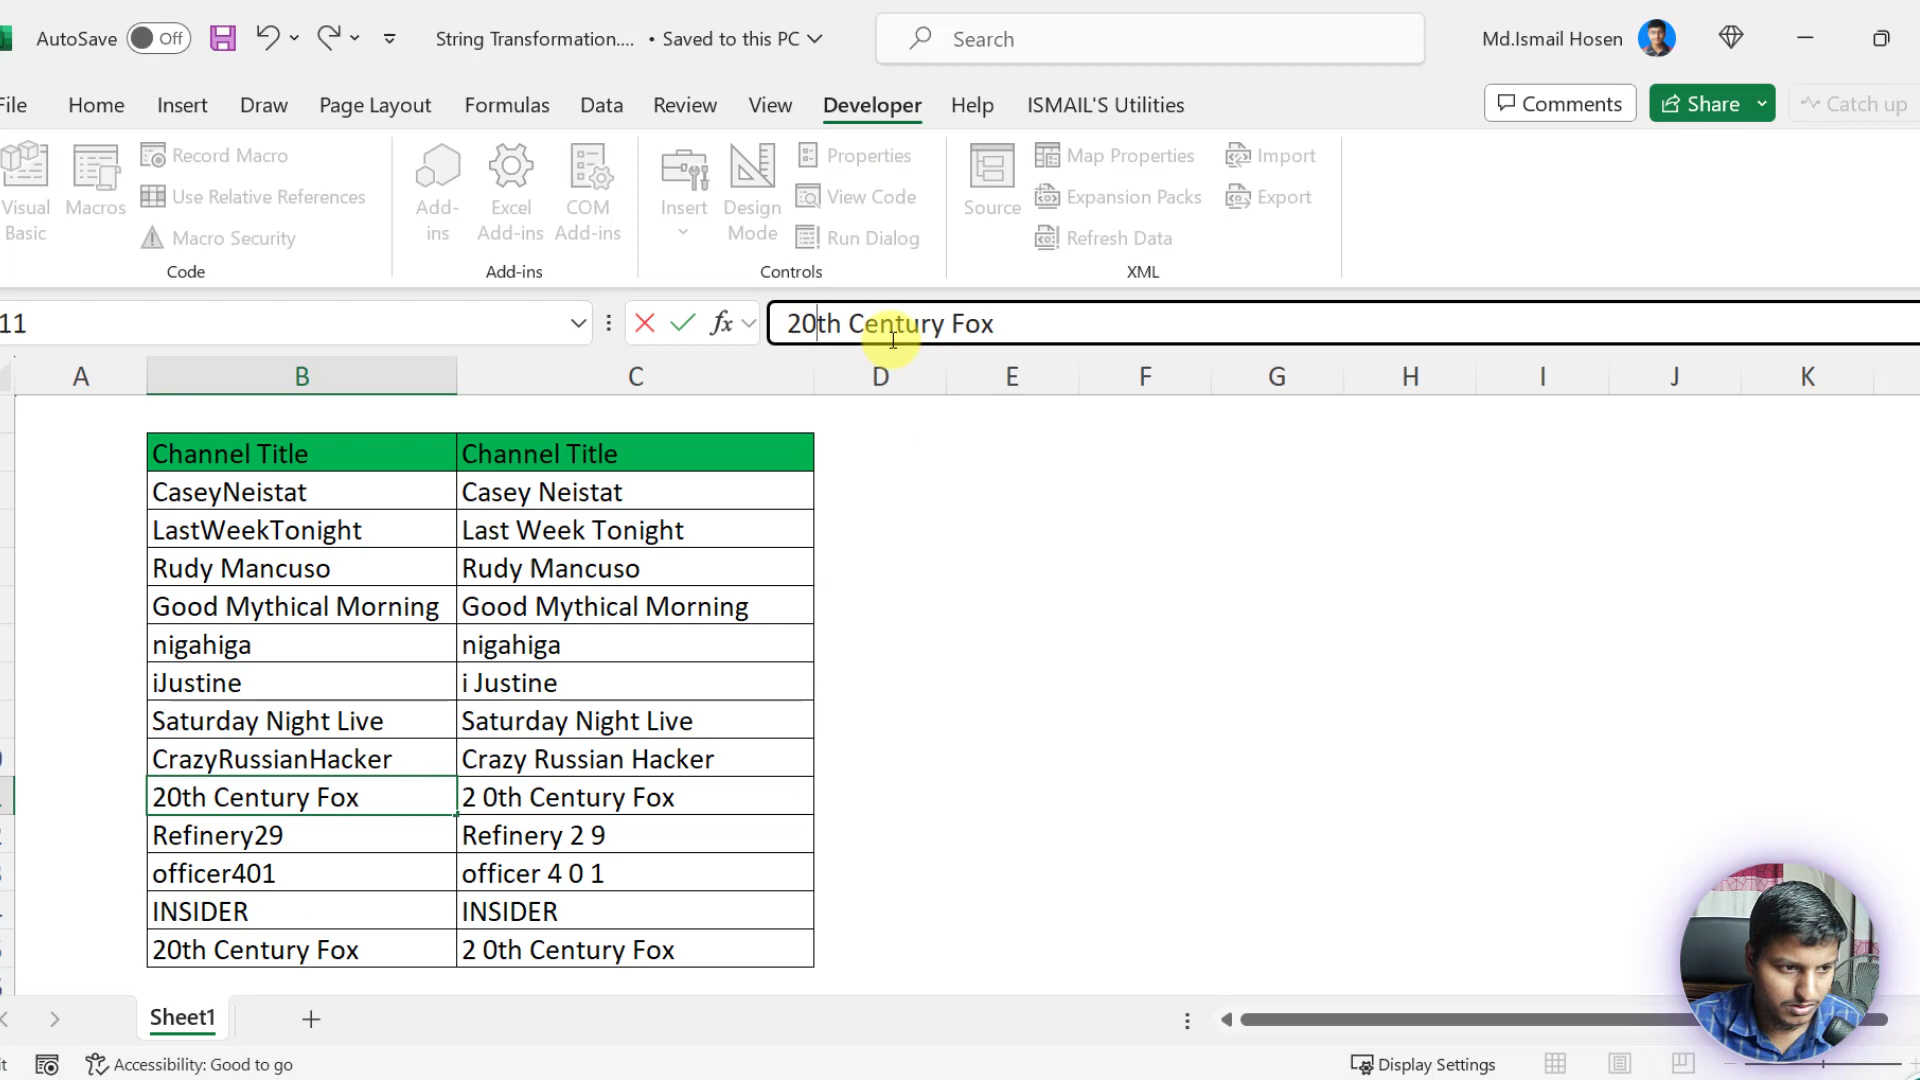 AutoSave Off String Transformation.... • Saved to this PC Search Md.Ismail Hosen
File Home Insert Draw Page Layout Formulas Data Review View Developer Help ISMAIL'S Utilities Comments Share Catch up
Visual Basic
Macros
Record Macro
Use Relative References
Macro Security
Code
Add-ins
Excel Add-ins
COM Add-ins
Add-ins
Insert
Design Mode
Properties
View Code
Run Dialog
Controls
Source
Map Properties
Expansion Packs
Refresh Data
Import
Export
XML
11 fx 20th Century Fox
A B C D E F G H I J K
Channel Title Channel Title
CaseyNeistat Casey Neistat
LastWeekTonight Last Week Tonight
Rudy Mancuso Rudy Mancuso
Good Mythical Morning Good Mythical Morning
nigahiga nigahiga
iJustine i Justine
Saturday Night Live Saturday Night Live
CrazyRussianHacker Crazy Russian Hacker
20th Century Fox 2 0th Century Fox
Refinery29 Refinery 2 9
officer401 officer 4 0 1
INSIDER INSIDER
20th Century Fox 2 0th Century Fox
Sheet1
Accessibility: Good to go Display Settings